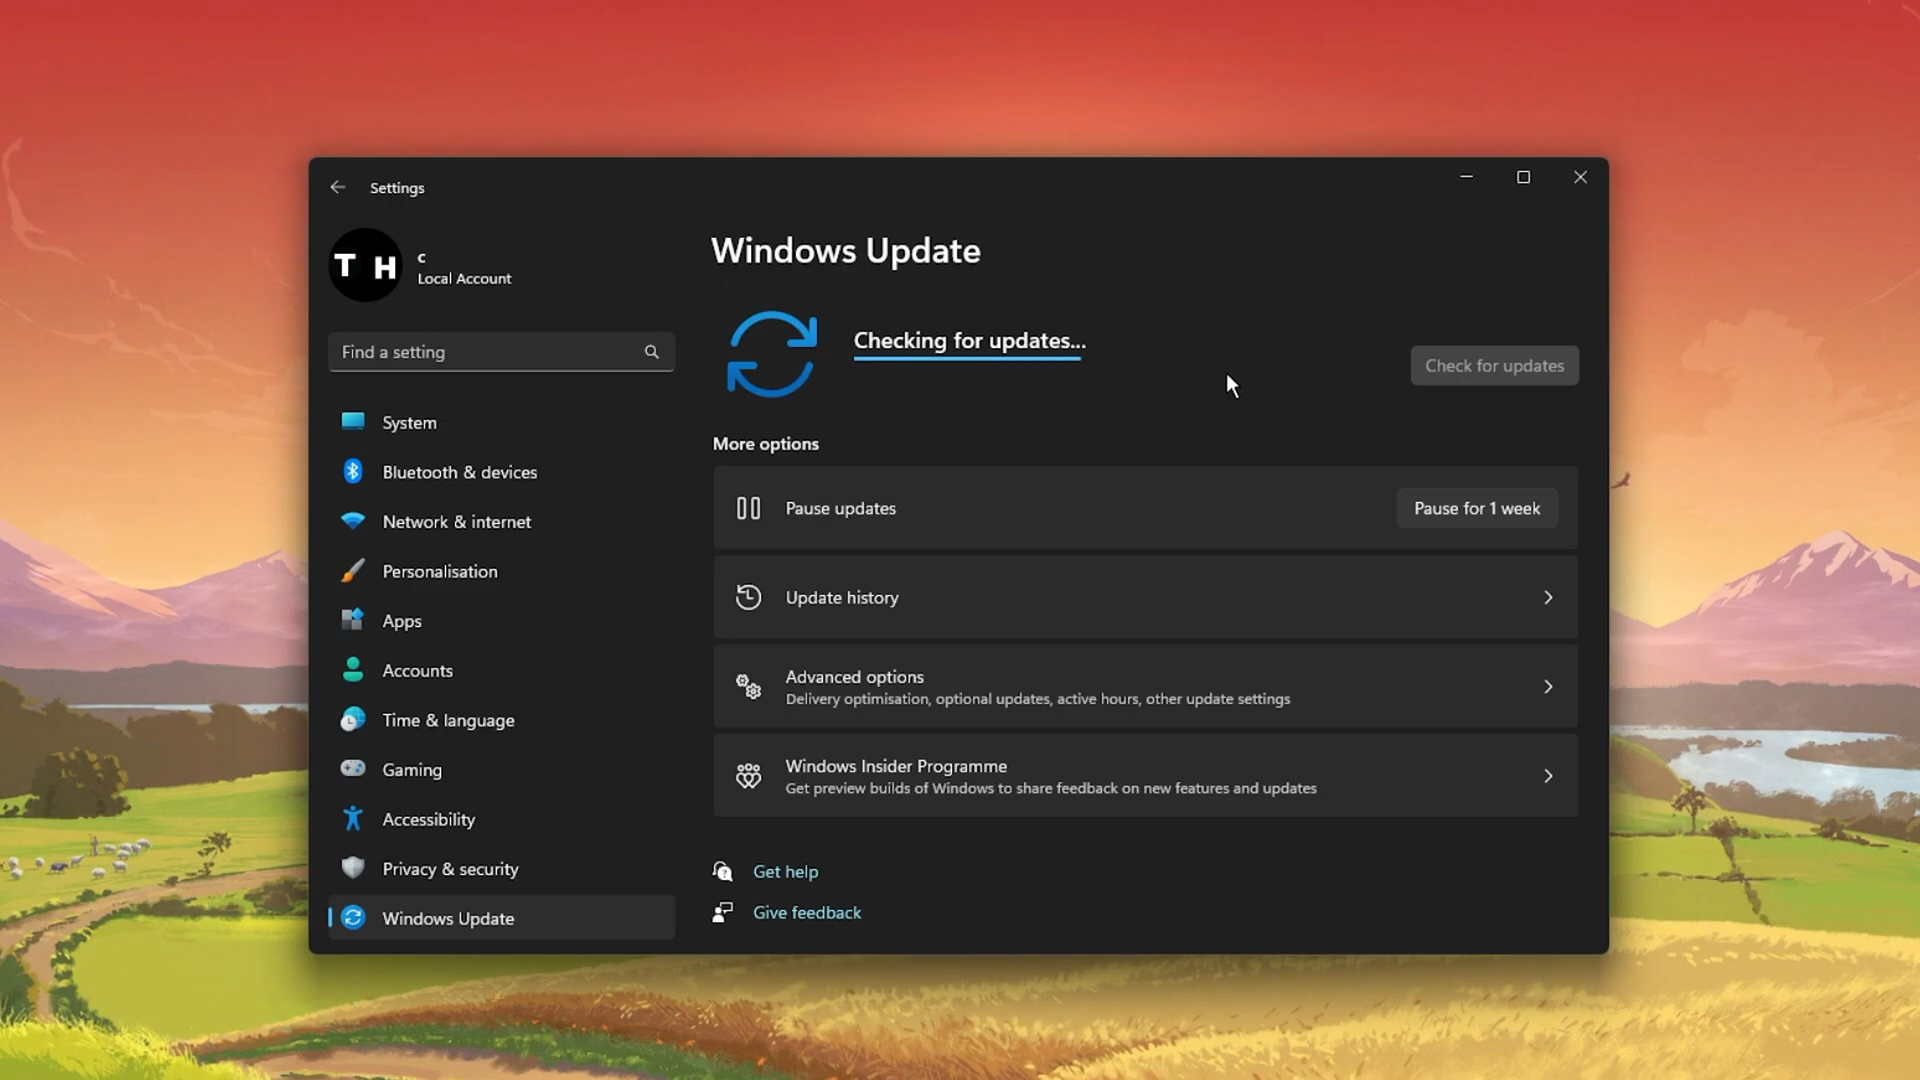 Settings
T H
c
Local Account
Find a setting
System
Bluetooth & devices
Network & internet
Personalisation
Apps
Accounts
Time & language
Gaming
Accessibility
Privacy & security
Windows Update
Windows Update
Checking for updates...
Check for updates
More options
Pause updates
Pause for 1 week
Update history
Advanced options
Delivery optimisation, optional updates, active hours, other update settings
Windows Insider Programme
Get preview builds of Windows to share feedback on new features and updates
Get help
Give feedback